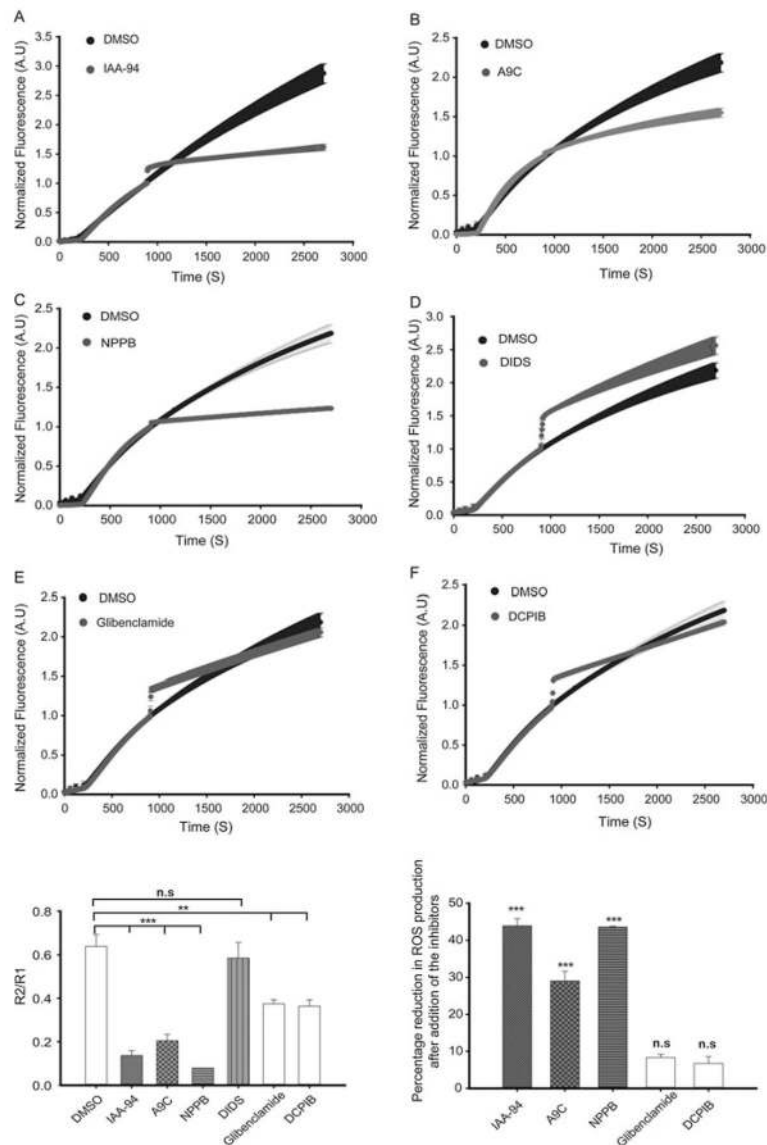 A
Normalized Fluorescence (A.U)
3.5
3.0
2.5
2.0
1.5
1.0
0.5
0.0
DMSO
IAA-94
0 500 1000 1500 2000 2500 3000
Time (S)
B
Normalized Fluorescence (A.U)
2.5
2.0
1.5
1.0
0.5
0.0
DMSO
A9C
0 500 1000 1500 2000 2500 3000
Time (S)
C
Normalized Fluorescence (A.U)
2.5
2.0
1.5
1.0
0.5
0.0
DMSO
NPPB
0 500 1000 1500 2000 2500 3000
Time (S)
D
Normalized Fluorescence (A.U)
3.0
2.5
2.0
1.5
1.0
0.5
0.0
DMSO
DIDS
0 500 1000 1500 2000 2500 3000
Time (S)
E
Normalized Fluorescence (A.U)
2.5
2.0
1.5
1.0
0.5
0.0
DMSO
Glibenclamide
0 500 1000 1500 2000 2500 3000
Time (S)
F
Normalized Fluorescence (A.U)
2.5
2.0
1.5
1.0
0.5
0.0
DMSO
DCPIB
0 500 1000 1500 2000 2500 3000
Time (S)
R2/R1
0.8
0.6
0.4
0.2
0.0
n.s
**
***
DMSO
IAA-94
A9C
NPPB
DIDS
Glibenclamide
DCPIB
Percentage reduction in ROS production
after addition of the inhibitors
50
40
30
20
10
0
***
***
***
n.s
n.s
IAA-94
A9C
NPPB
Glibenclamide
DCPIB